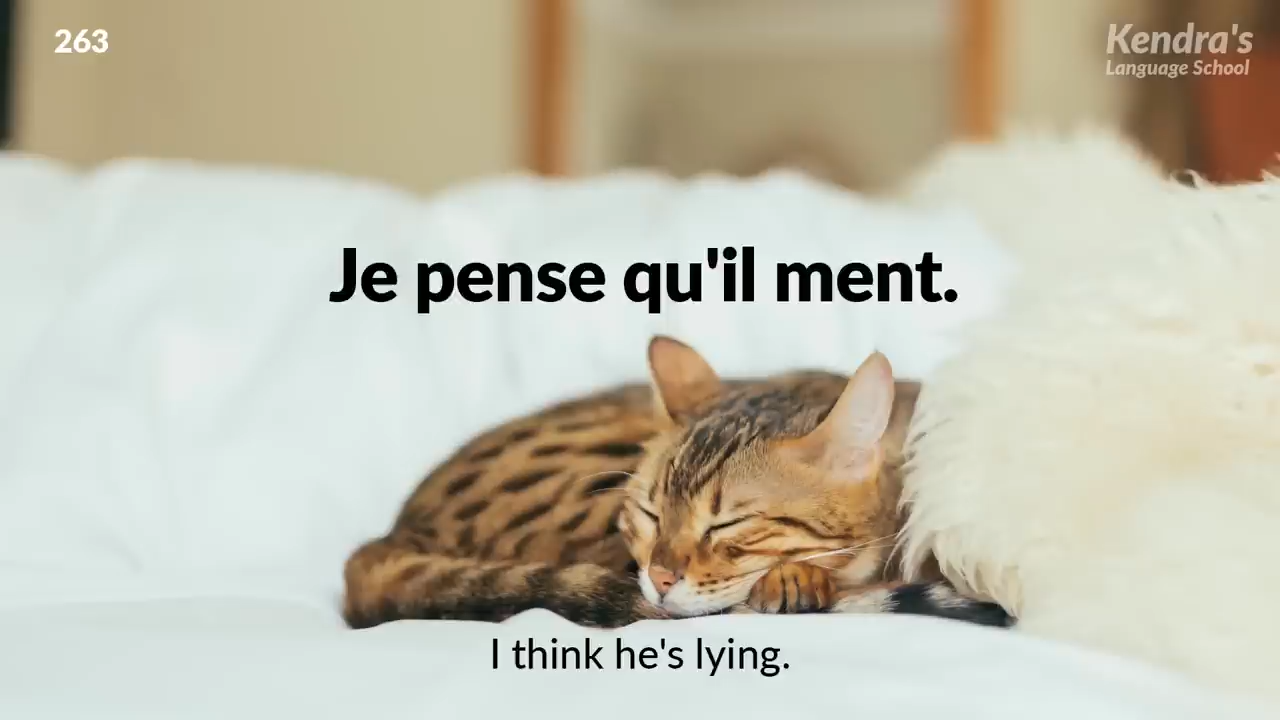 263
Kendra's
Language School
Je pense qu'il ment.
I think he's lying.